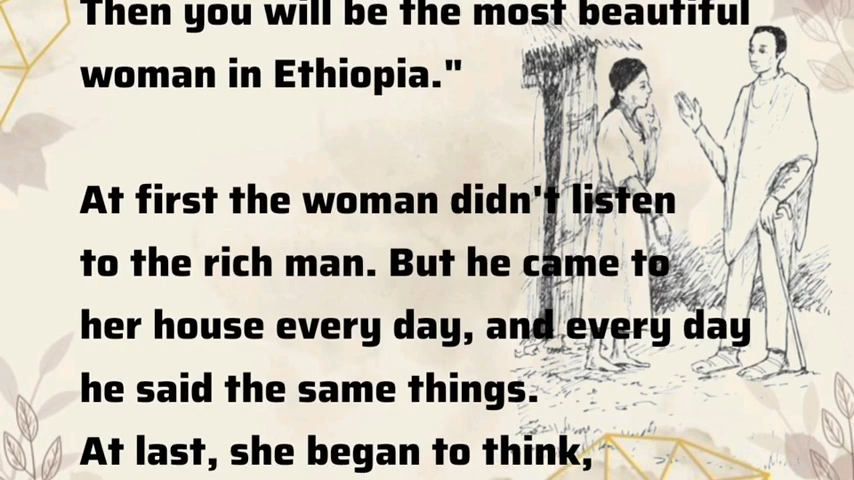 Then you will be the most beautiful
woman in Ethiopia."
At first the woman didn't listen
to the rich man. But he came to
her house every day, and every day
he said the same things.
At last, she began to think,